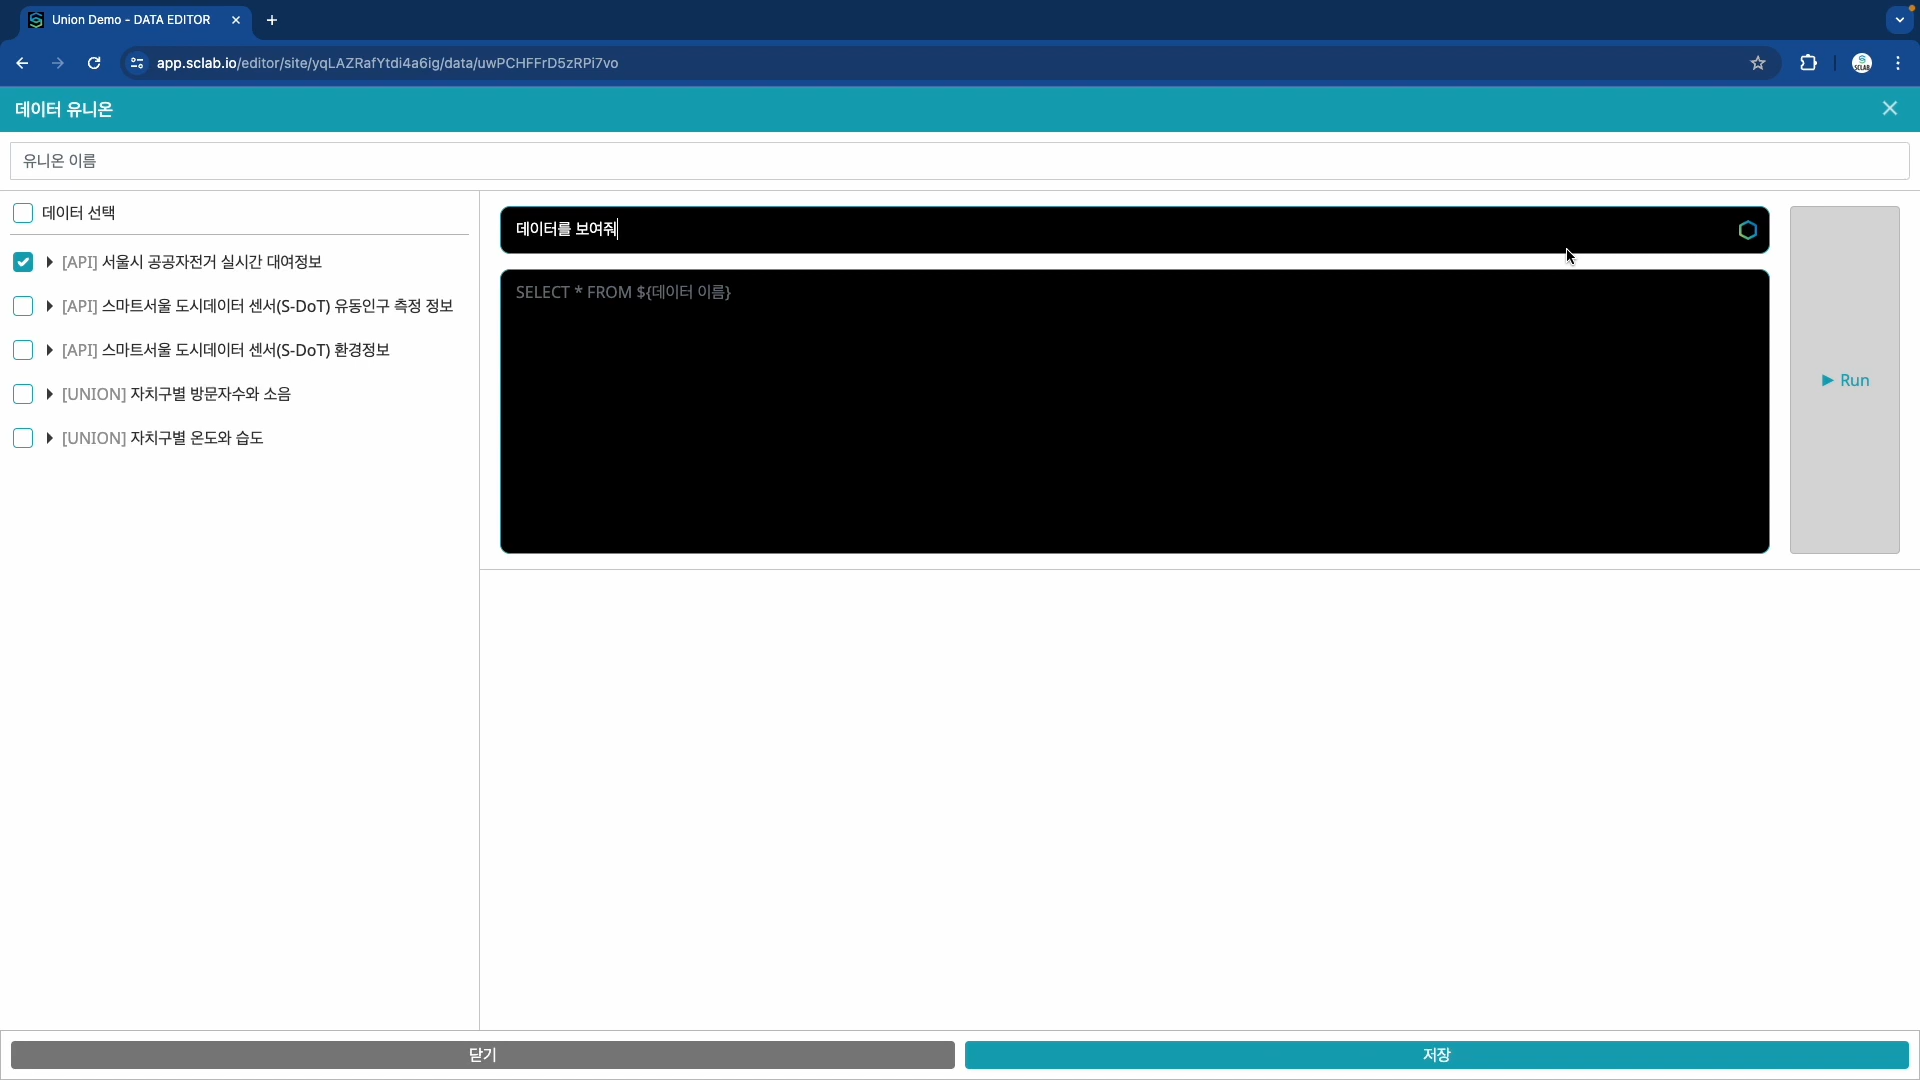 Union Demo - DATA EDITOR
app.sclab.io/editor/site/yqLAZRafYtdi4a6ig/data/uwPCHFFrD5zRPi7vo
SCLAB
데이터 유니온
유니온 이름
데이터 선택
[API] 서울시 공공자전거 실시간 대여정보
[API] 스마트서울 도시데이터 센서(S-DoT) 유동인구 측정 정보
[API] 스마트서울 도시데이터 센서(S-DoT) 환경정보
[UNION] 자치구별 방문자수와 소음
[UNION] 자치구별 온도와 습도
데이터를 보여줘
SELECT * FROM ${데이터 이름}
Run
닫기
저장